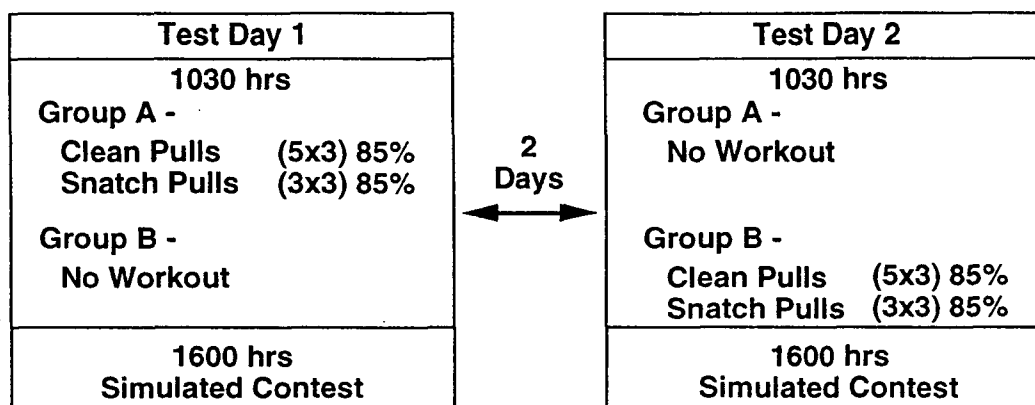 Test Day 1
1030 hrs
Group A -
Clean Pulls (5x3) 85%
Snatch Pulls (3x3) 85%
Group B -
No Workout
1600 hrs
Simulated Contest
2
Days
Test Day 2
1030 hrs
Group A -
No Workout
Group B -
Clean Pulls (5x3) 85%
Snatch Pulls (3x3) 85%
1600 hrs
Simulated Contest